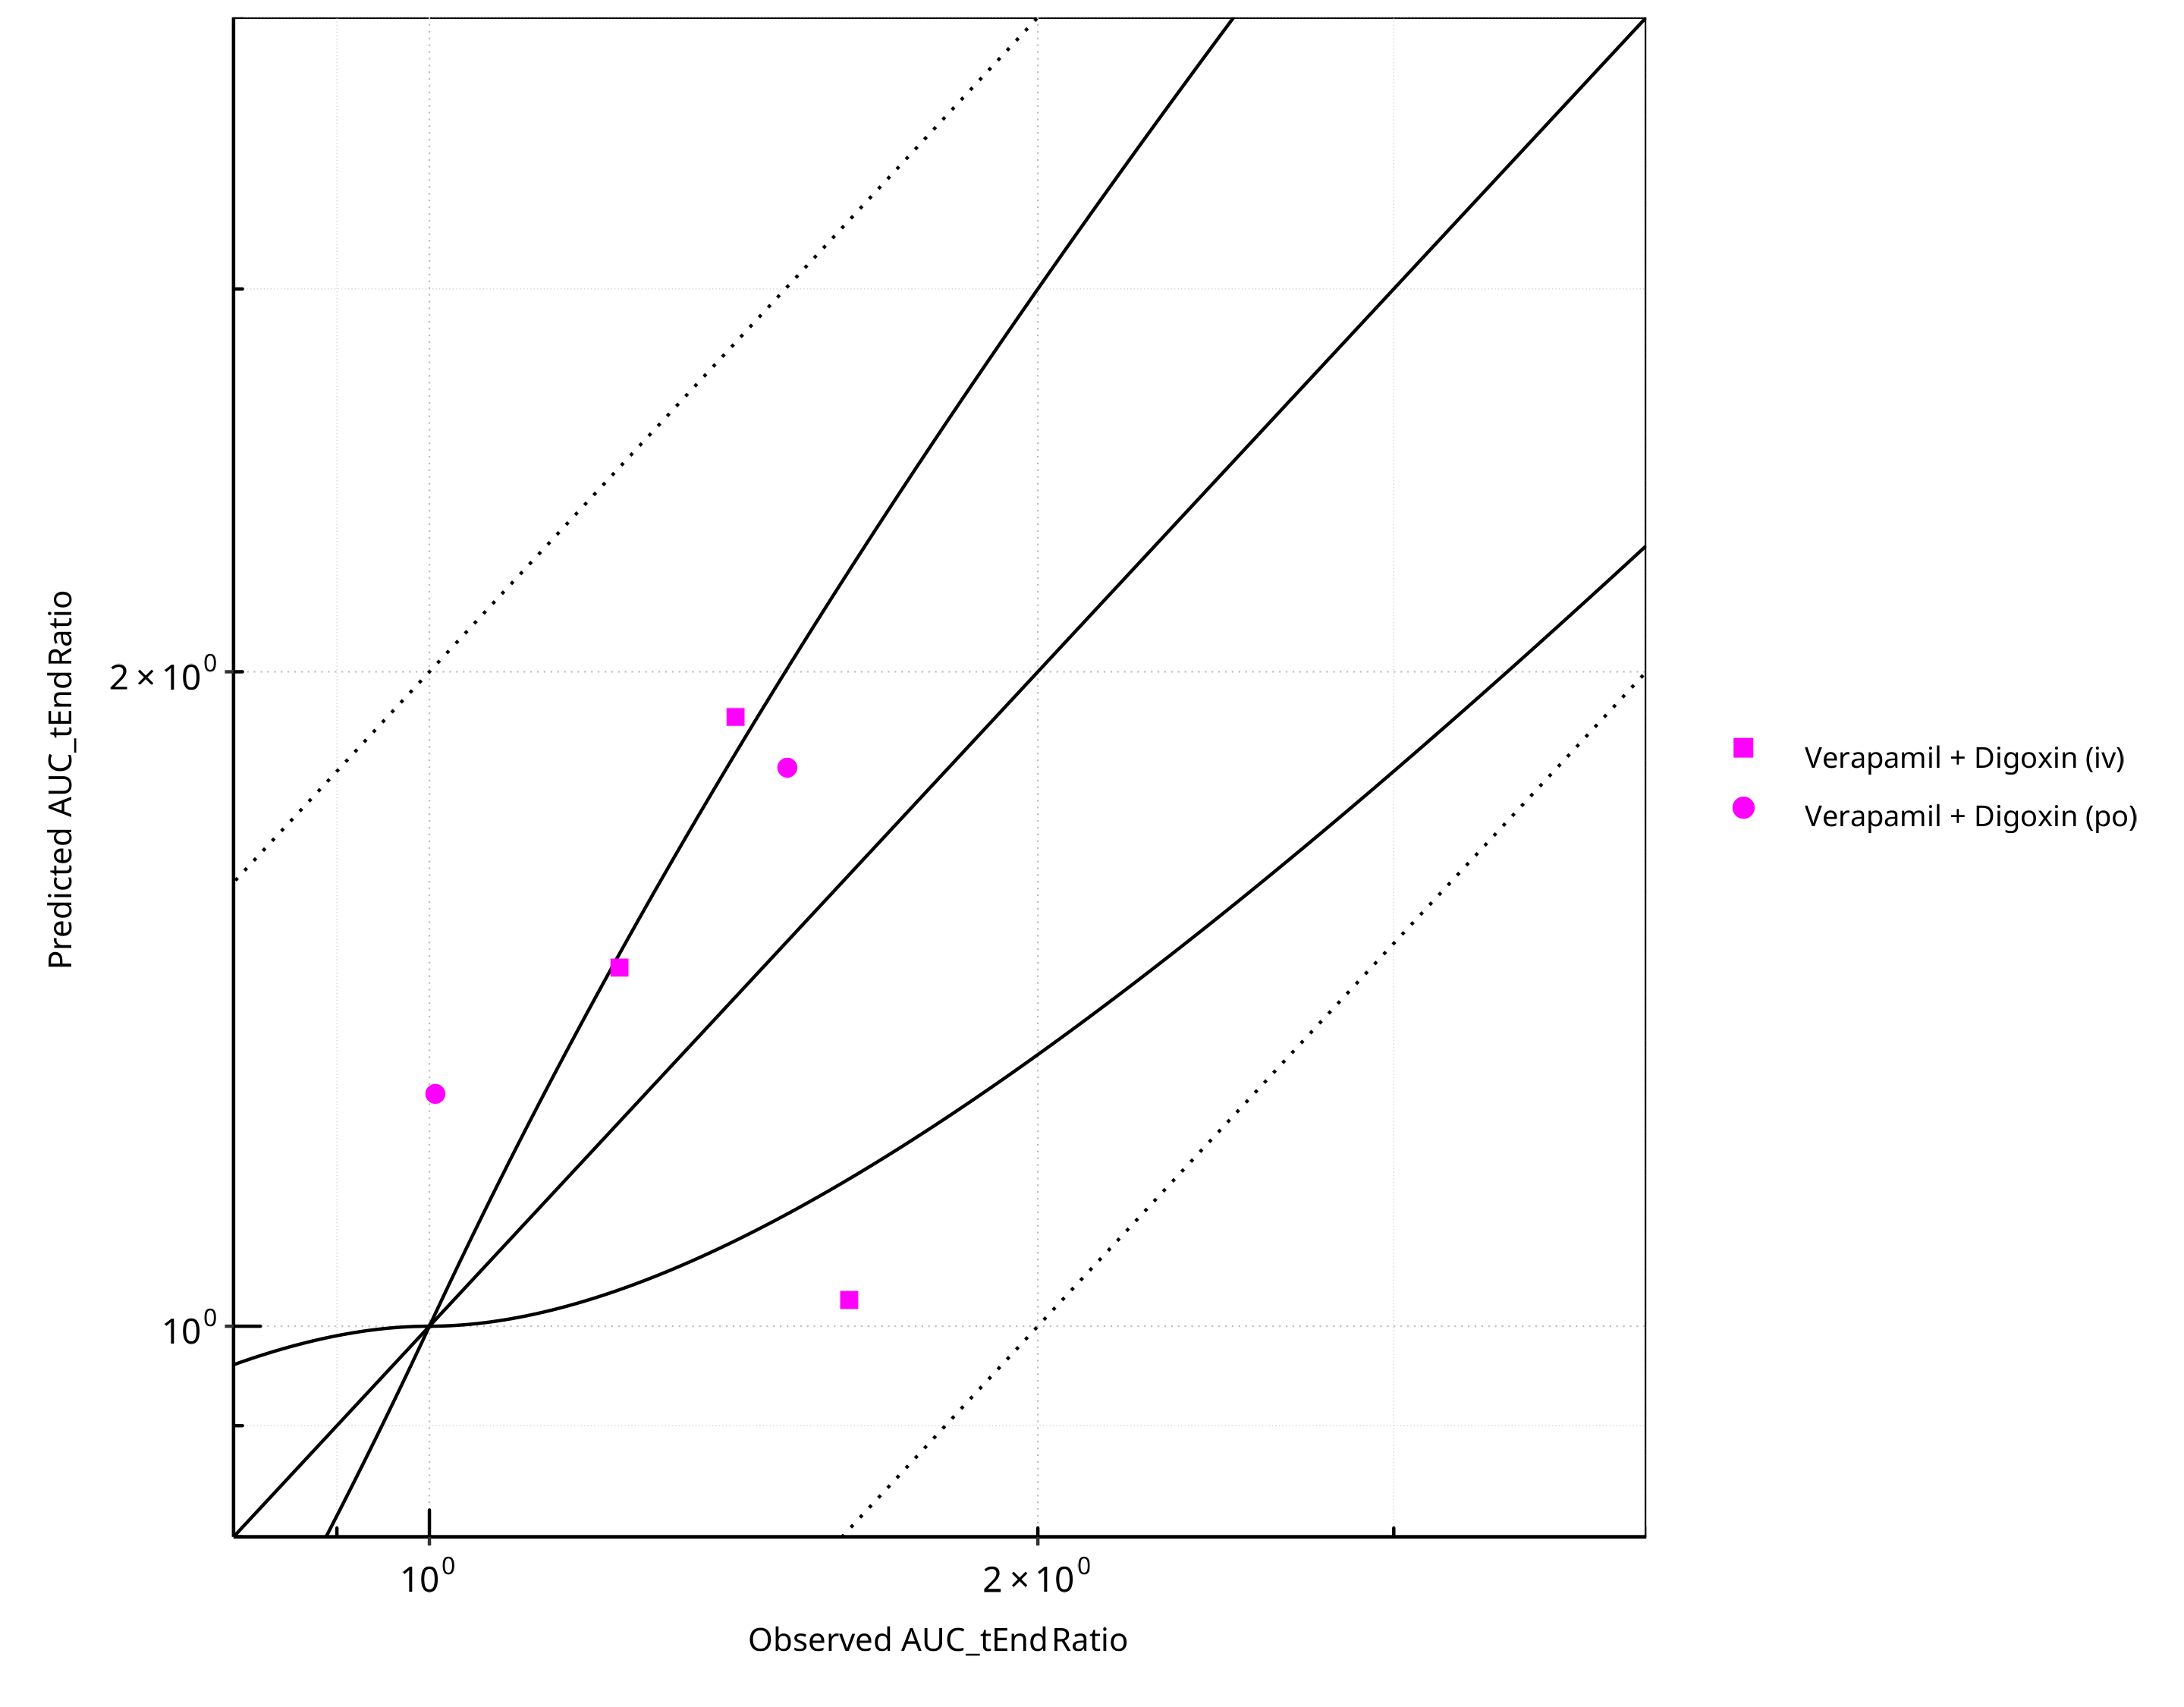 Predicted AUC_tEnd Ratio
2 × 10⁰
10⁰
10⁰
2 × 10⁰
Observed AUC_tEnd Ratio
Verapamil + Digoxin (iv)
Verapamil + Digoxin (po)